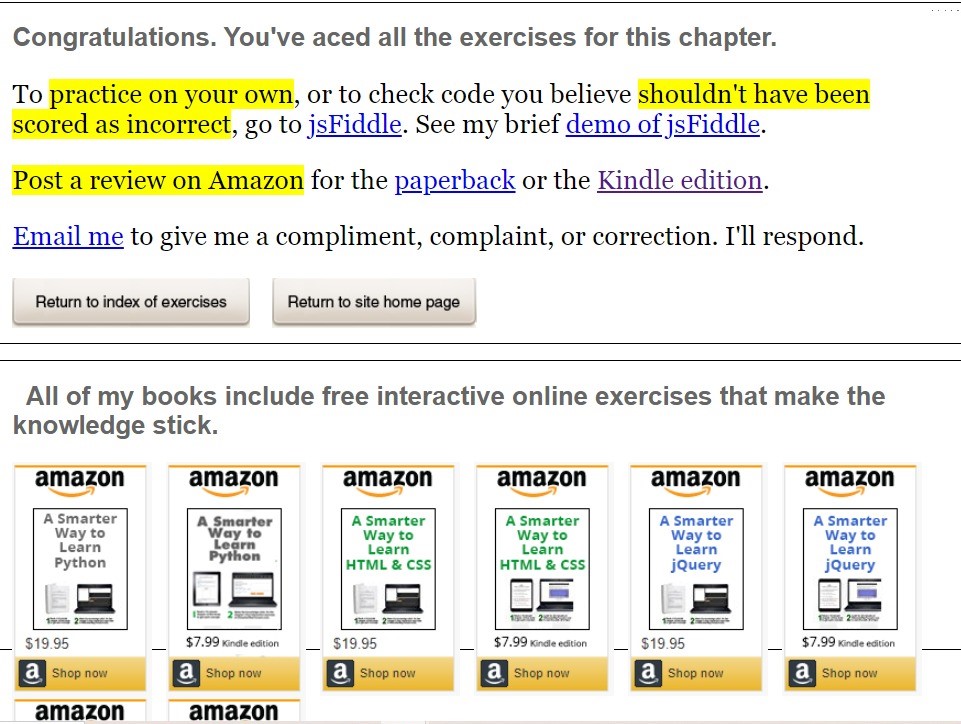 Congratulations. You've aced all the exercises for this chapter.
To practice on your own, or to check code you believe shouldn't have been
scored as incorrect, go to jsFiddle. See my brief demo of jsFiddle.
Post a review on Amazon for the paperback or the Kindle edition.
Email me to give me a compliment, complaint, or correction. I'll respond.
Return to index of exercises Return to site home page
All of my books include free interactive online exercises that make the
knowledge stick.
amazon amazon amazon amazon amazon amazon
A Smarter A Smarter A Smarter A Smarter A Smarter A Smarter
Way to Way to Way to Way to Way to Way to
Learn Learn Learn Learn Learn Learn
Python Python HTML & CSS HTML & CSS jQuery jQuery
$19.95 $7.99 Kindle edition $19.95 $7.99 Kindle edition $19.95 $7.99 Kindle edition
a Shop now a Shop now a Shop now a Shop now a Shop now a Shop now
amazon amazon